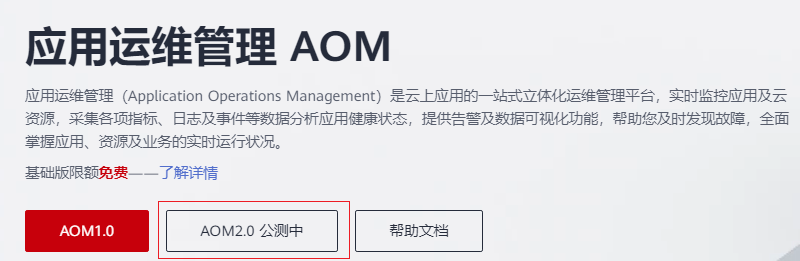 应用运维管理 AOM
应用运维管理（Application Operations Management）是云上应用的一站式立体化运维管理平台，实时监控应用及云
资源，采集各项指标、日志及事件等数据分析应用健康状态，提供告警及数据可视化功能，帮助您及时发现故障，全面
掌握应用、资源及业务的实时运行状况。
基础版限额免费——了解详情
AOM1.0 AOM2.0 公测中 帮助文档